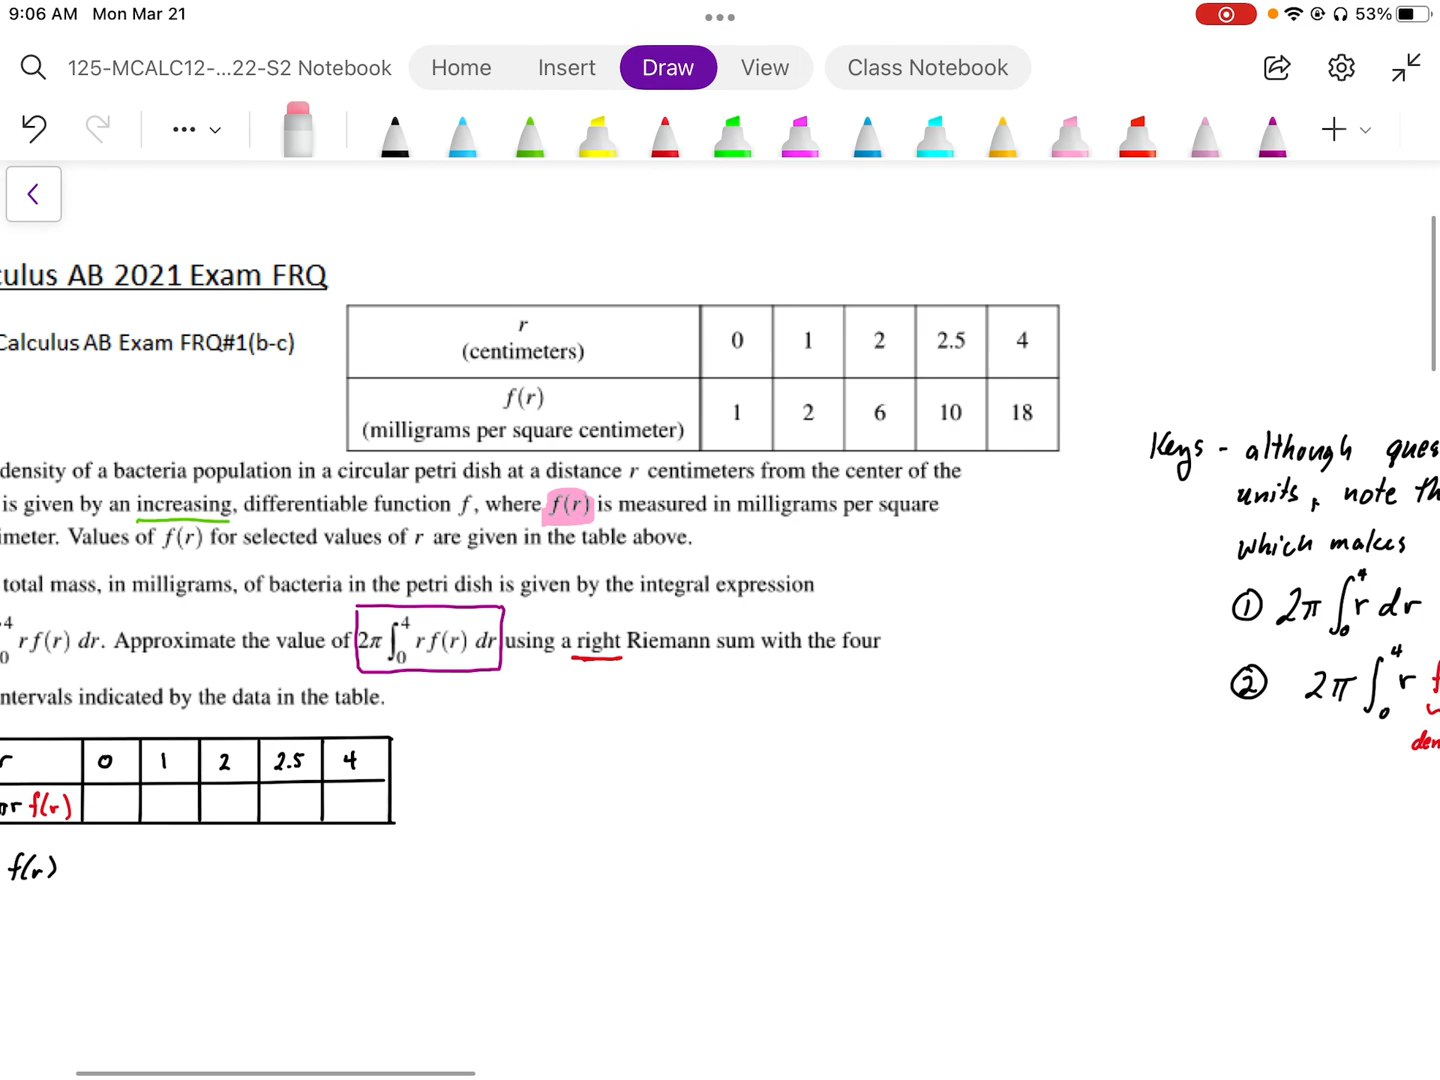 9:06 AM Mon Mar 21
53%
125-MCALC12-...22-S2 Notebook
Home Insert Draw View Class Notebook
culus AB 2021 Exam FRQ
Calculus AB Exam FRQ#1(b-c)
r
(centimeters) 0 1 2 2.5 4
f(r)
(milligrams per square centimeter) 1 2 6 10 18
density of a bacteria population in a circular petri dish at a distance r centimeters from the center of the
is given by an increasing, differentiable function f, where f(r) is measured in milligrams per square
imeter. Values of f(r) for selected values of r are given in the table above.
total mass, in milligrams, of bacteria in the petri dish is given by the integral expression
∫₀⁴ r f(r) dr. Approximate the value of 2π ∫₀⁴ r f(r) dr using a right Riemann sum with the four
ntervals indicated by the data in the table.
r 0 1 2 2.5 4
or f(r)
f(r)
Keys - although ques
units, note th
which makes
① 2π ∫₀⁴ r dr
② 2π ∫₀⁴ r f
den